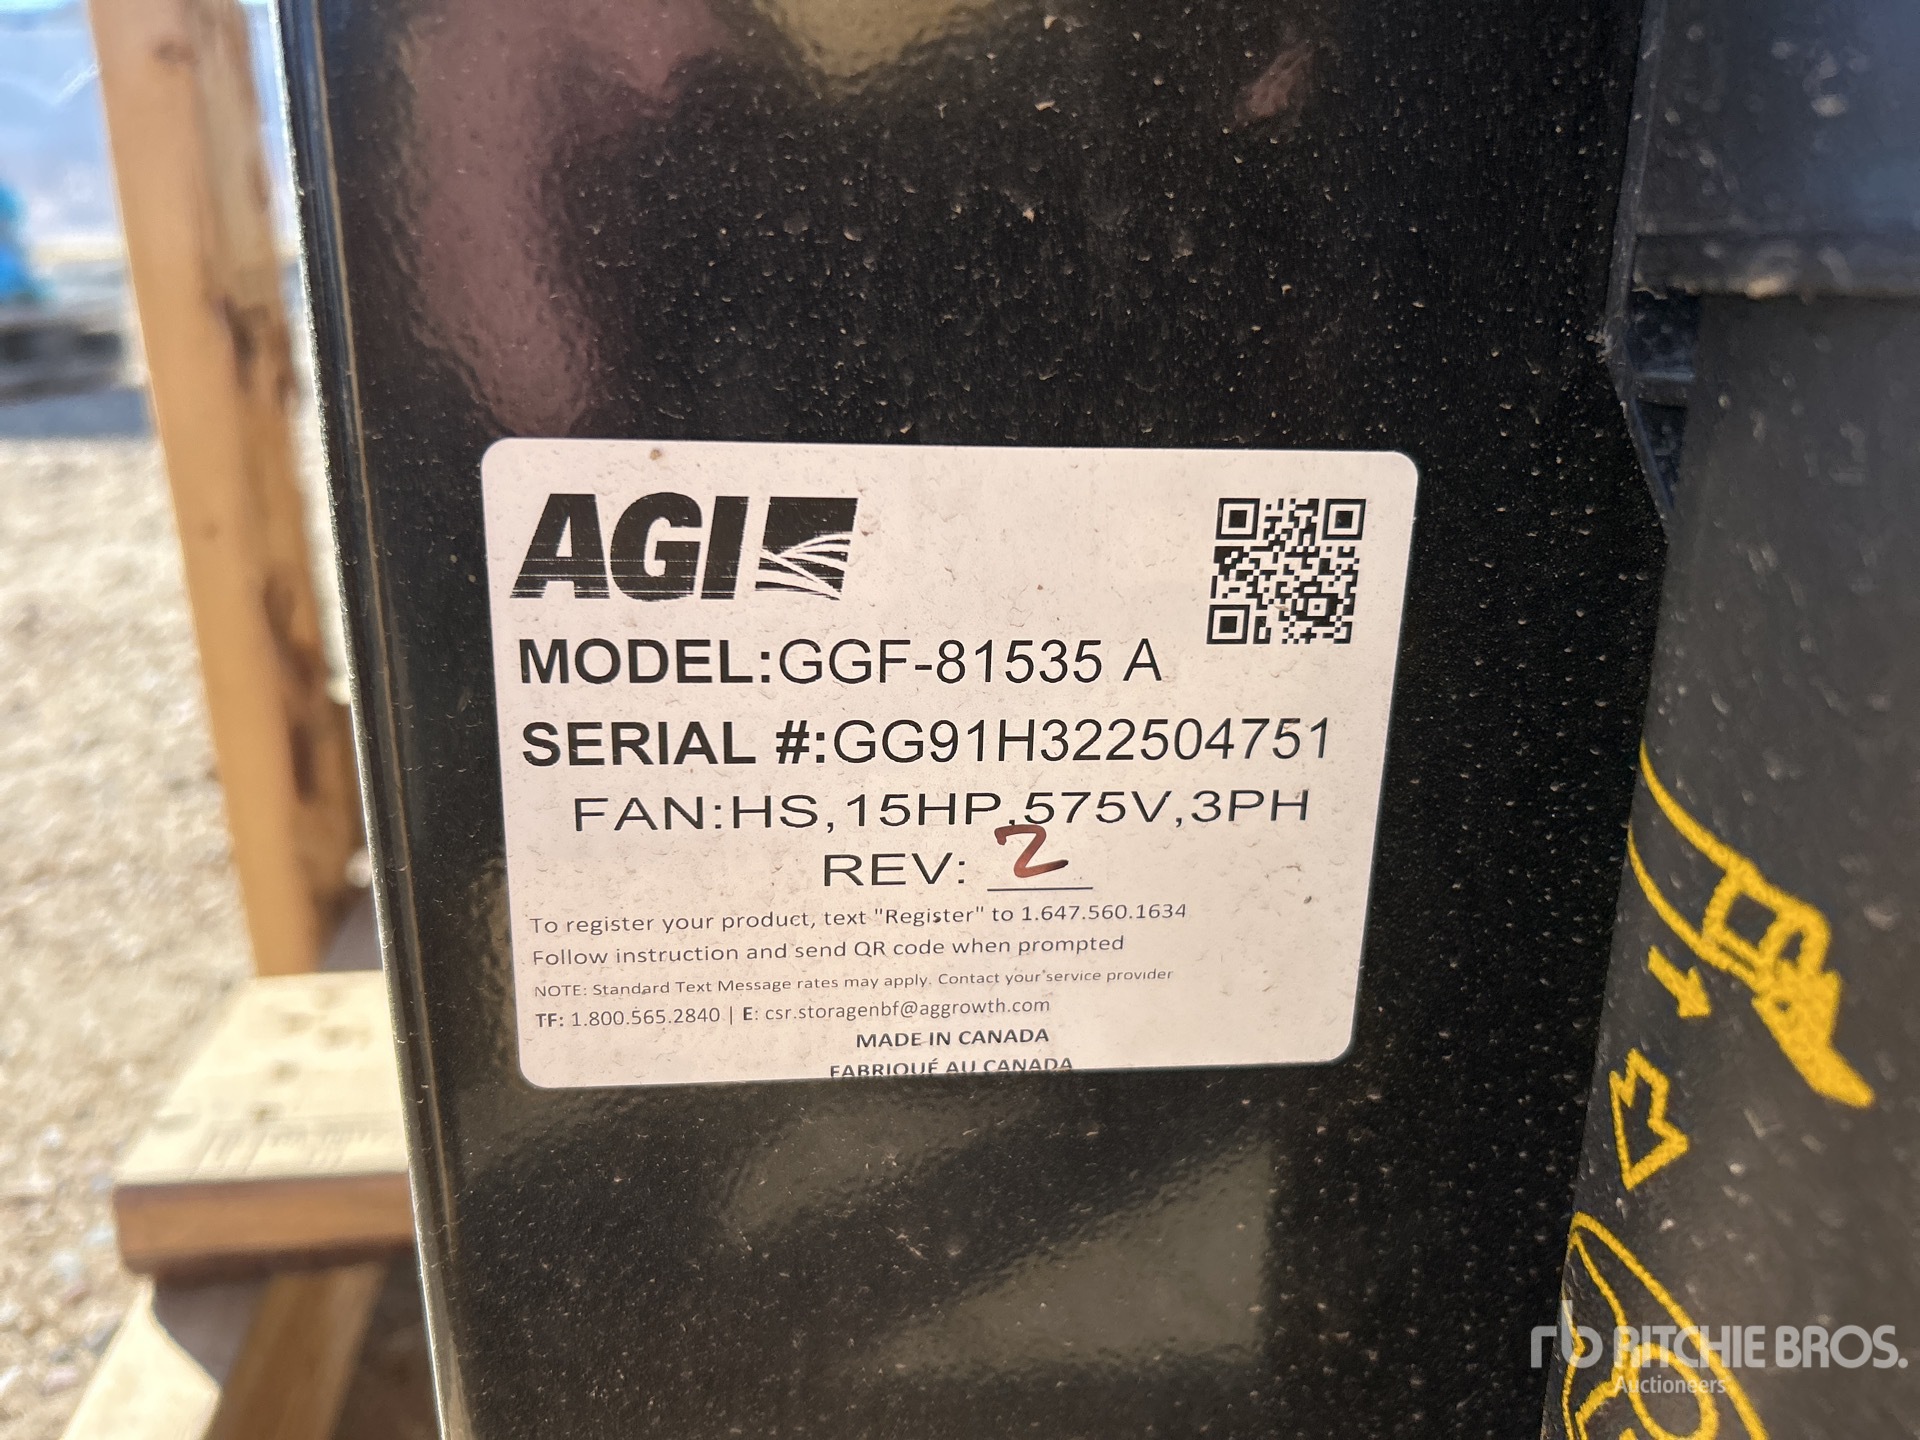 AGI
MODEL:GGF-81535 A
SERIAL #:GG91H322504751
FAN:HS,15HP,575V,3PH
REV: 2
To register your product, text "Register" to 1.647.560.1634
Follow instruction and send QR code when prompted
NOTE: Standard Text Message rates may apply. Contact your service provider
TF: 1.800.565.2840 | E: csr.storagenbf@aggrowth.com
MADE IN CANADA
FABRIQUÉ AU CANADA
rb RITCHIE BROS.
Auctioneers